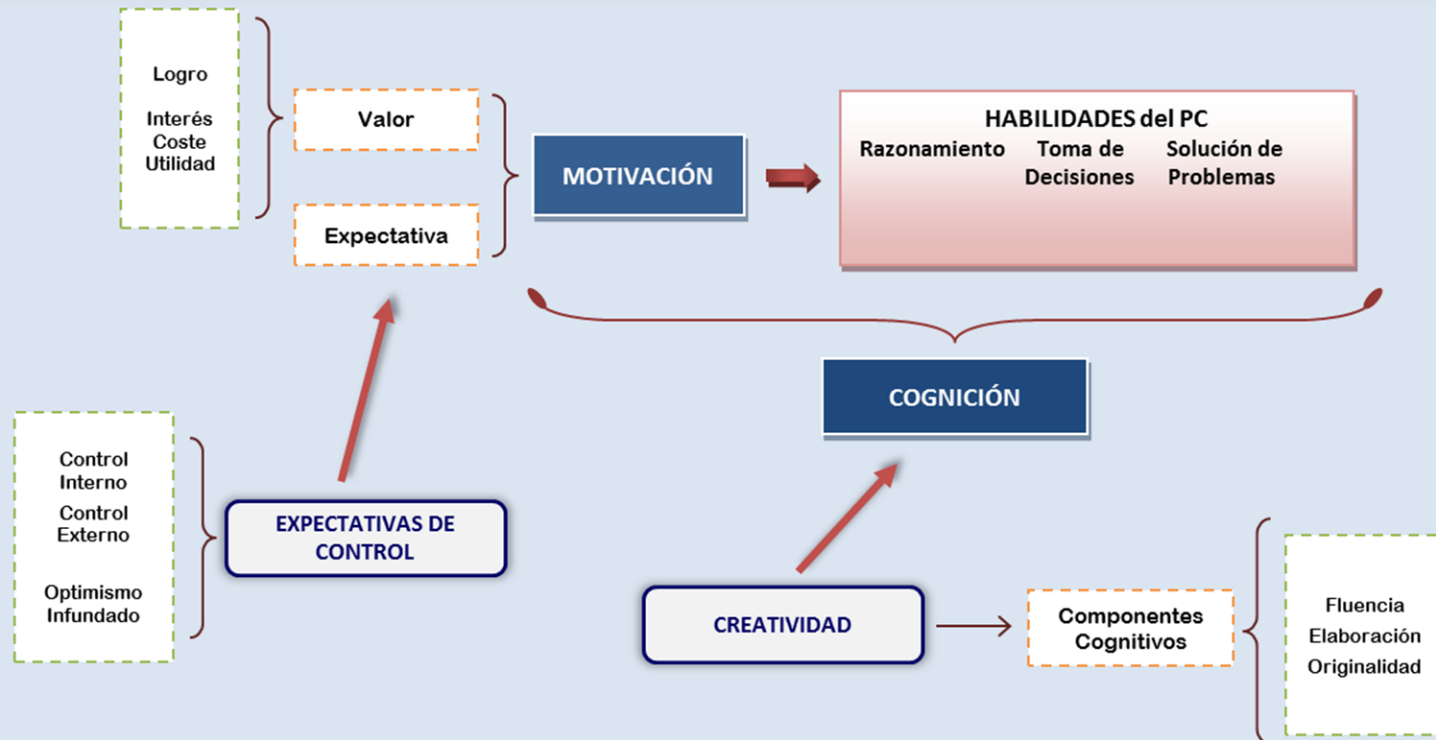 Logro
Interés
Coste
Utilidad
Valor
Expectativa
MOTIVACIÓN
HABILIDADES del PC
Razonamiento Toma de Solución de
Decisiones Problemas
COGNICIÓN
Control
Interno
Control
Externo
Optimismo
Infundado
EXPECTATIVAS DE
CONTROL
CREATIVIDAD
Componentes
Cognitivos
Fluencia
Elaboración
Originalidad